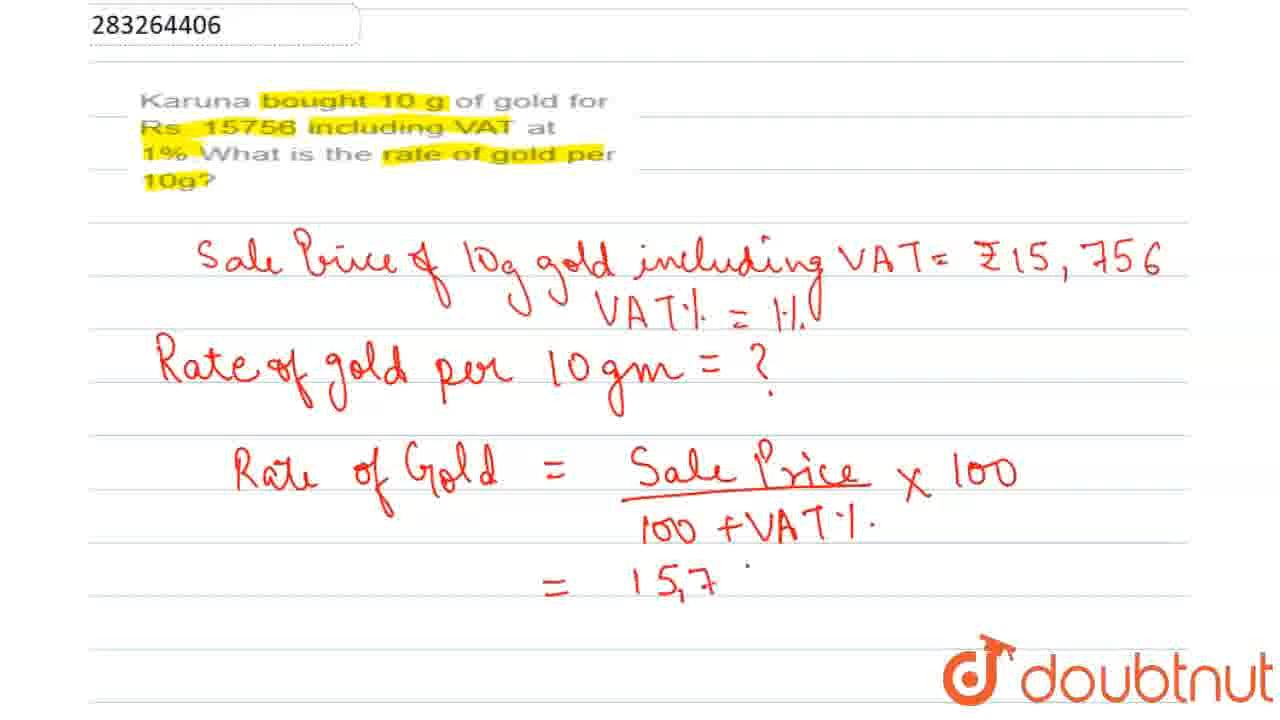 283264406
Karuna bought 10 g of gold for
Rs 15756 including VAT at
1% What is the rate of gold per
10g?
Sale Price of 10g gold including VAT = ₹15,756
VAT% = 1%
Rate of gold per 10gm = ?
Rate of Gold = Sale Price × 100
100 + VAT%.
= 15,7
doubtnut